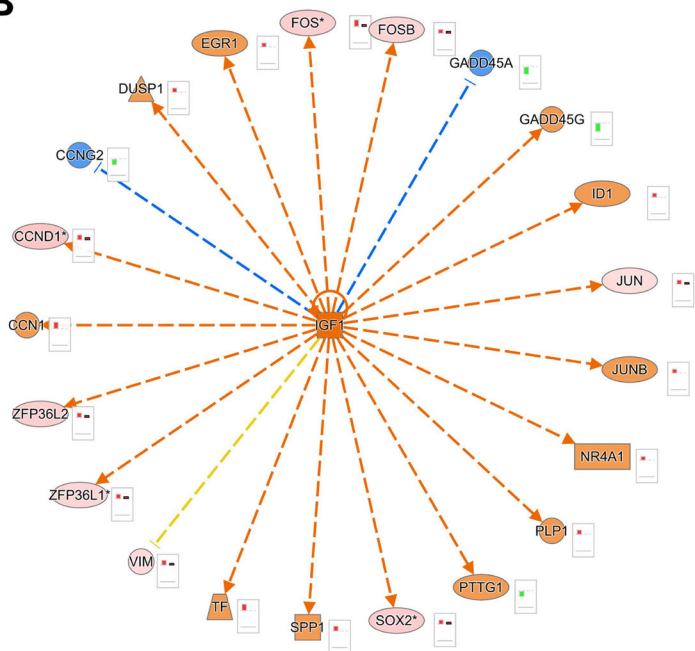 B
FOS*
FOSB
EGR1
GADD45A
DUSP1
GADD45G
CCNG2
ID1
CCND1*
JUN
CCN1
IGF1
JUNB
ZFP36L2
NR4A1
ZFP36L1*
PLP1
VIM
PTTG1
TF
SPP1
SOX2*